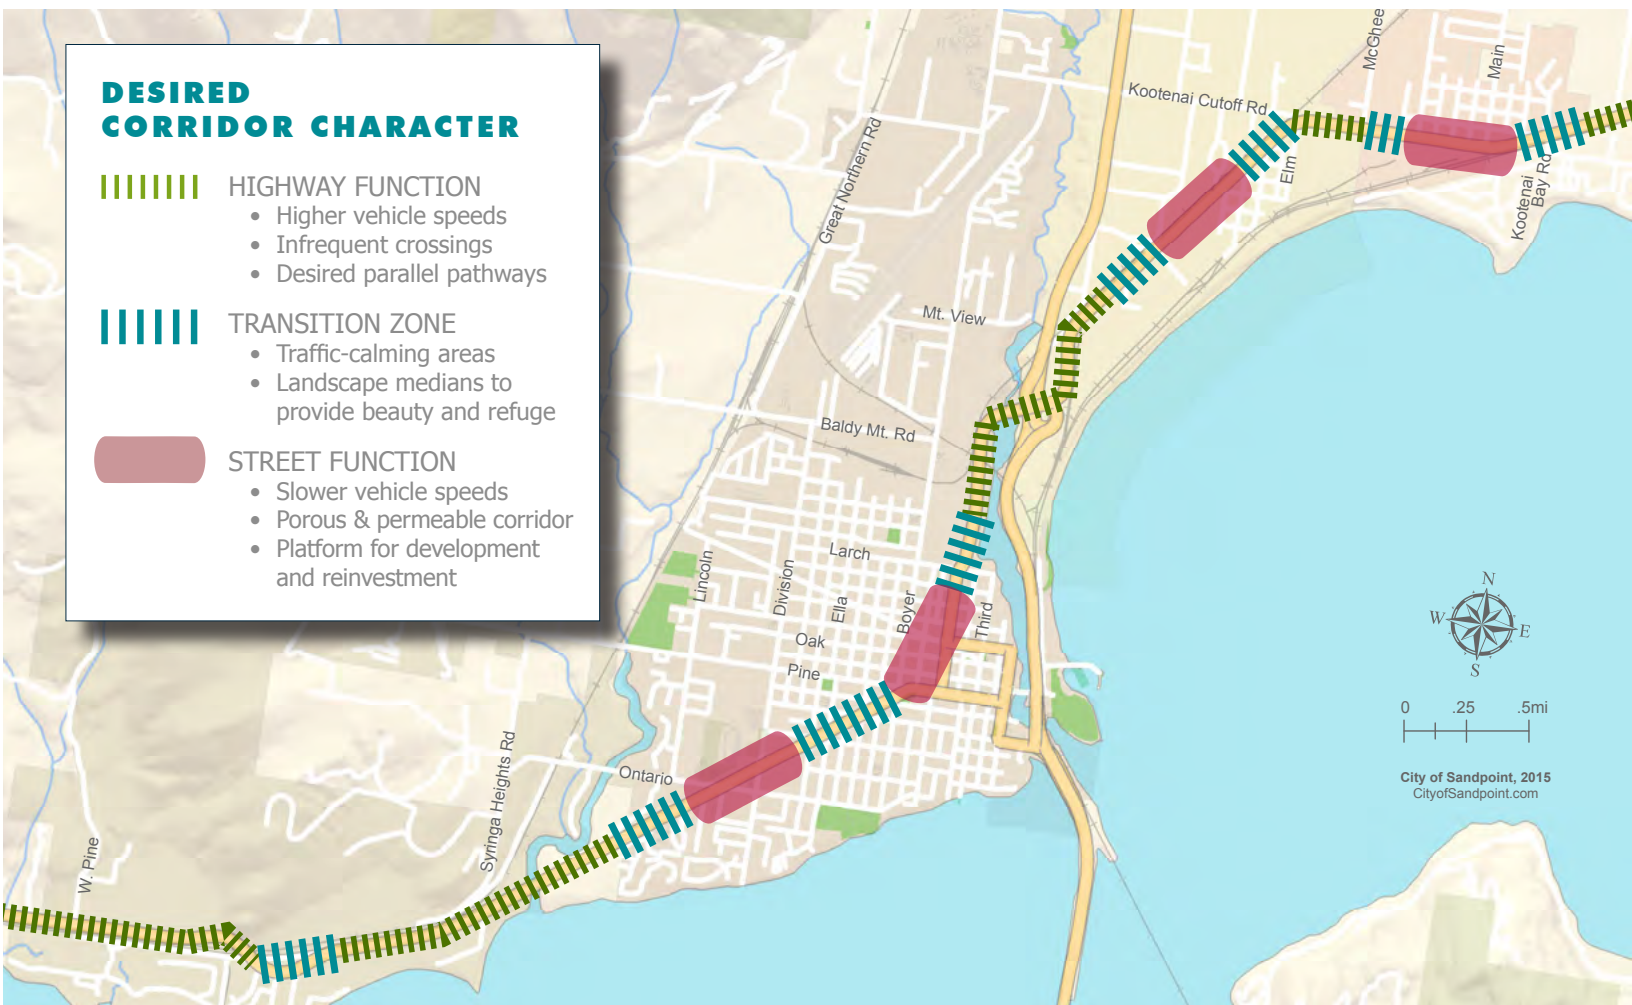 DESIRED
CORRIDOR CHARACTER
HIGHWAY FUNCTION
• Higher vehicle speeds
• Infrequent crossings
• Desired parallel pathways
TRANSITION ZONE
• Traffic-calming areas
• Landscape medians to
provide beauty and refuge
STREET FUNCTION
• Slower vehicle speeds
• Porous & permeable corridor
• Platform for development
and reinvestment
McGhee
Main
Kootenai Cutoff Rd
Great Northern Rd
Elm
Kootenai
Bay Rd
Mt. View
Baldy Mt. Rd
Larch
Lincoln
Division
Ella
Boyer
Third
Oak
Pine
Ontario
Syringa Heights Rd
W. Pine
N
W
E
S
0 .25 .5mi
City of Sandpoint, 2015
CityofSandpoint.com